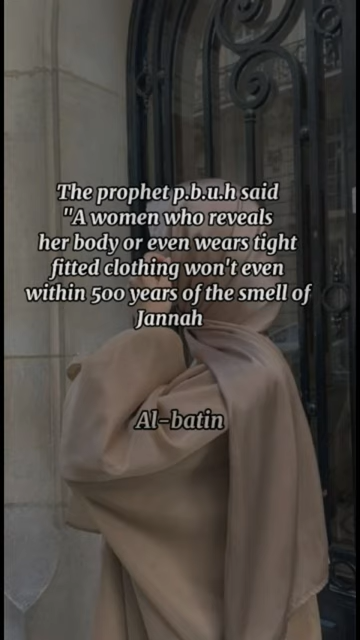 The prophet p.b.u.h said
"A women who reveals
her body or even wears tight
fitted clothing won't even
within 500 years of the smell of
Jannah
Al-batin